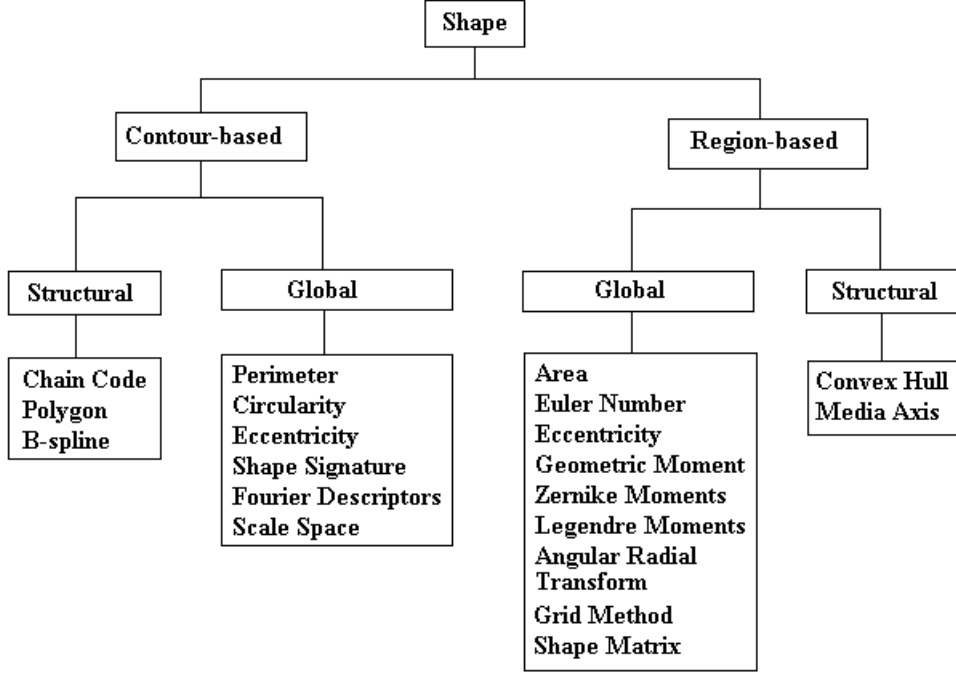 Shape
Contour-based
Region-based
Structural
Global
Global
Structural
Chain Code
Polygon
B-spline
Perimeter
Circularity
Eccentricity
Shape Signature
Fourier Descriptors
Scale Space
Area
Euler Number
Eccentricity
Geometric Moment
Zernike Moments
Legendre Moments
Angular Radial
Transform
Grid Method
Shape Matrix
Convex Hull
Media Axis